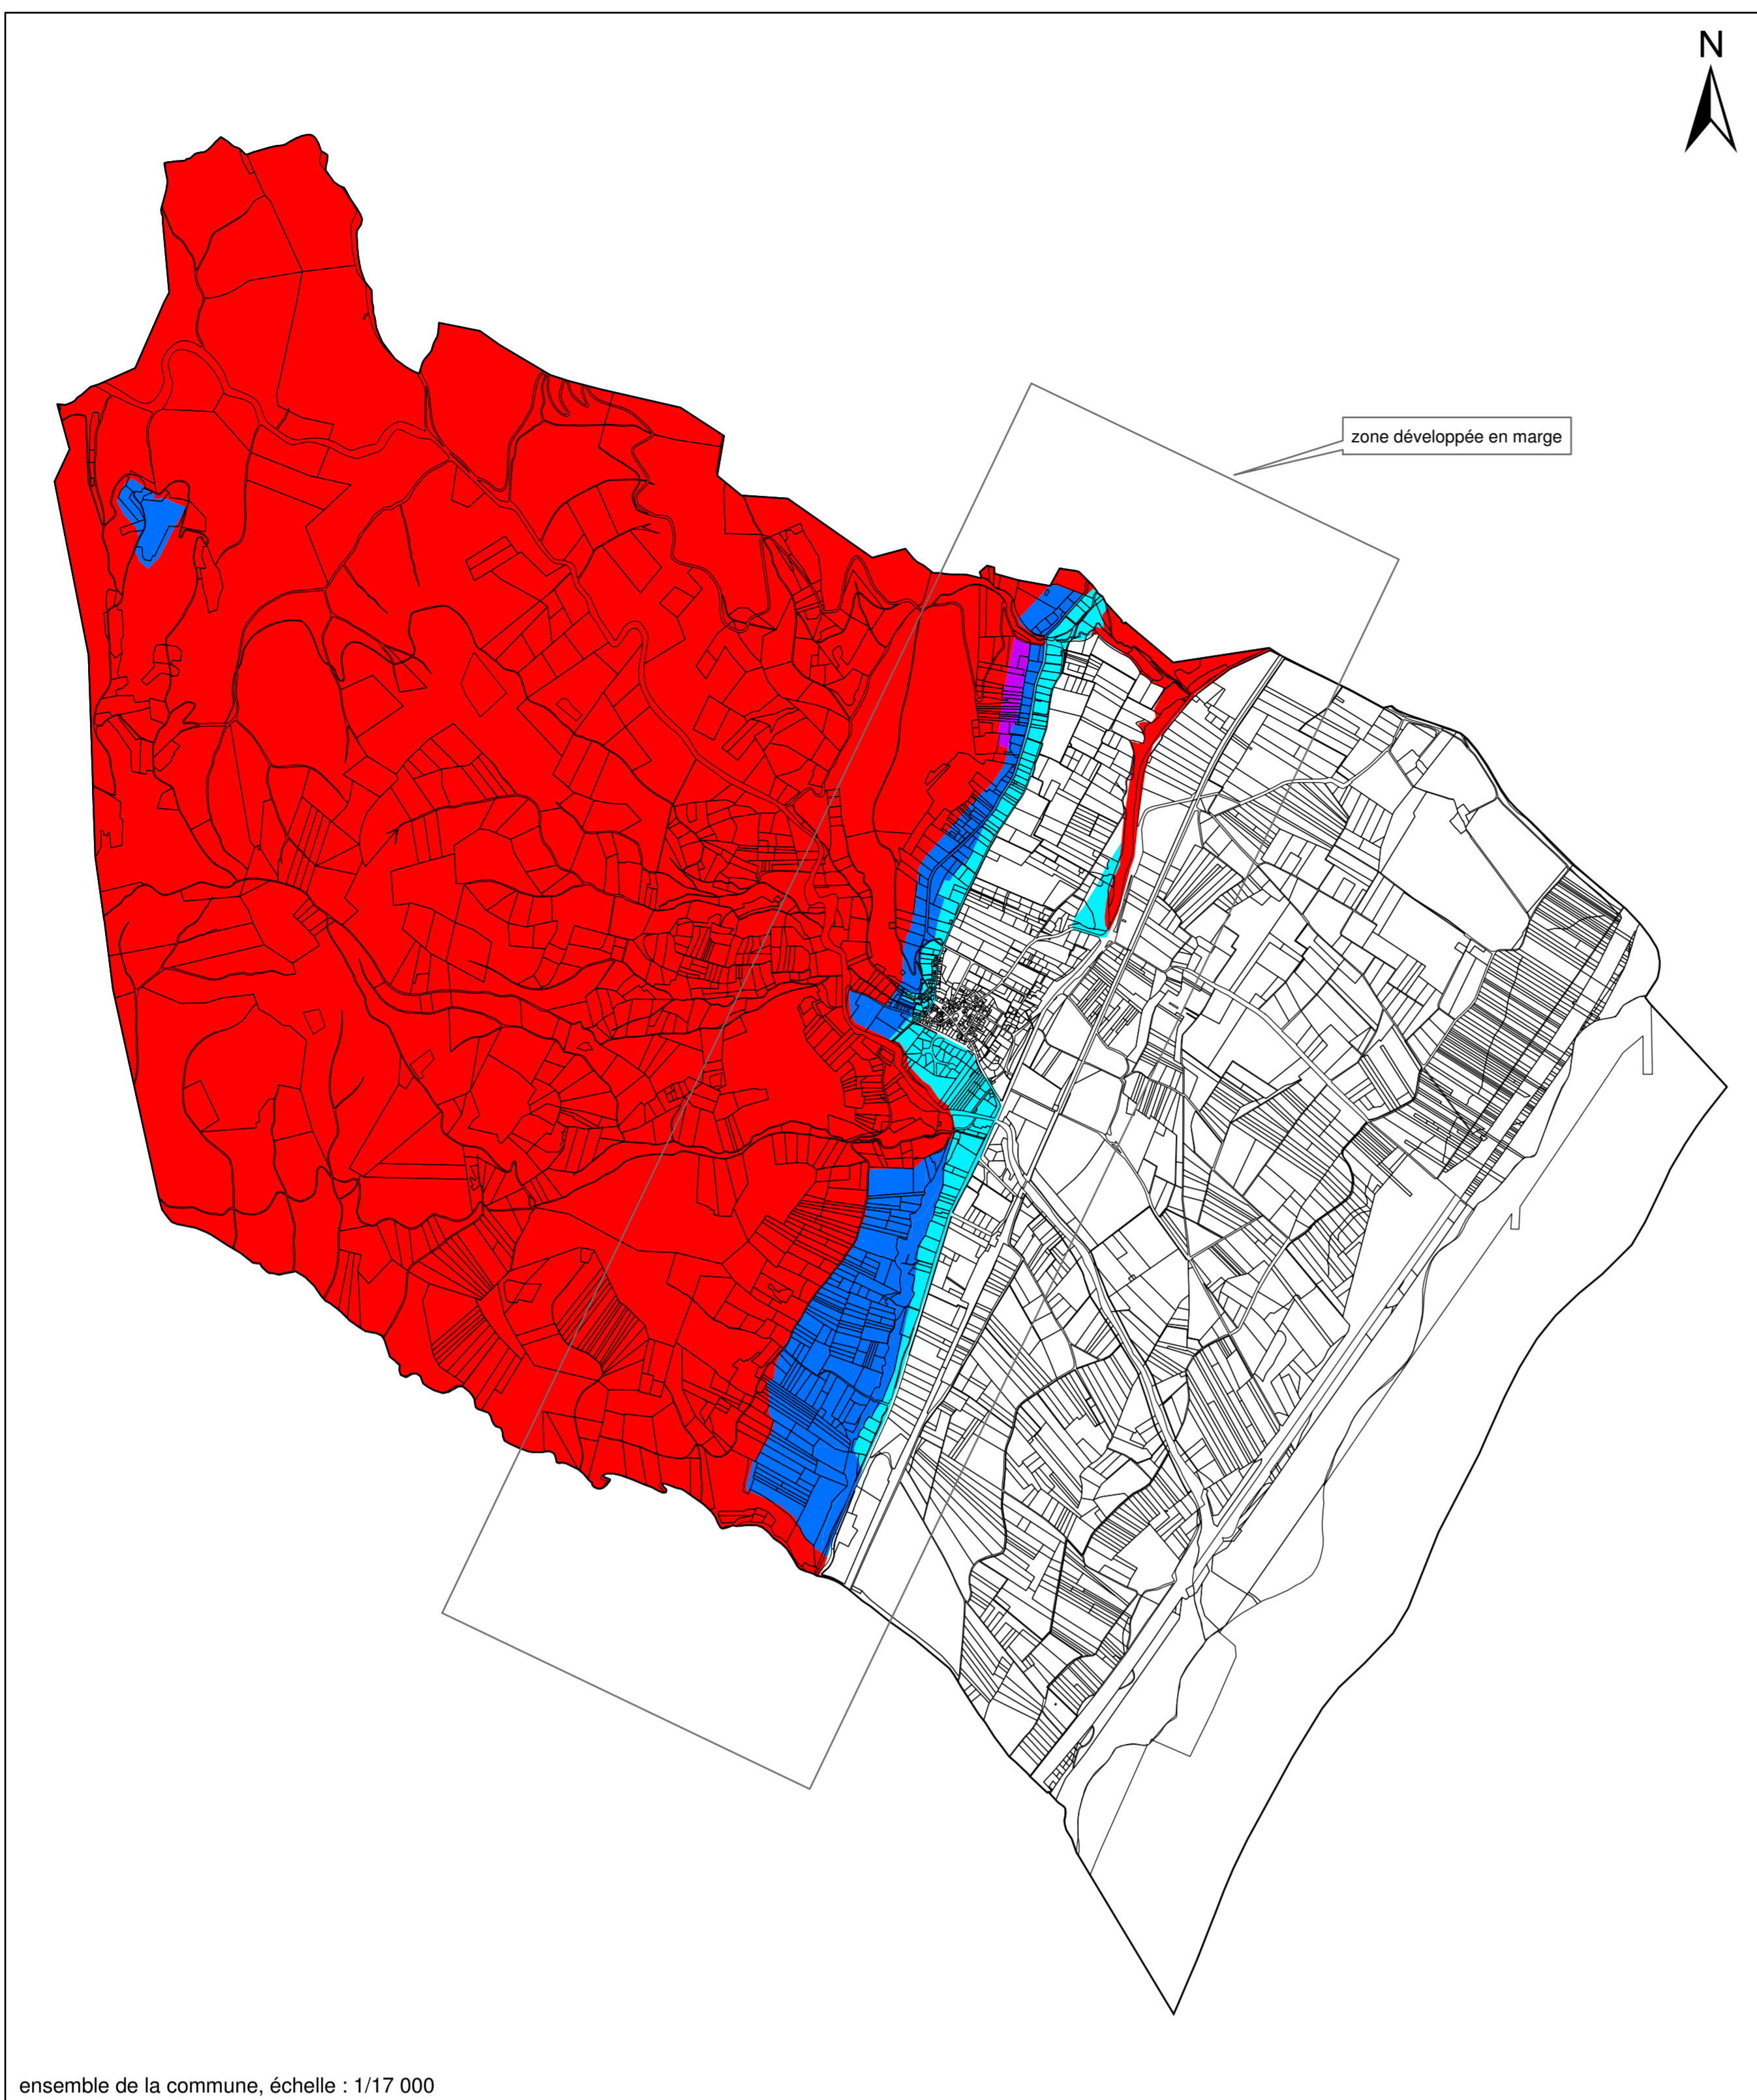 N
zone développée en marge
ensemble de la commune, échelle : 1/17 000